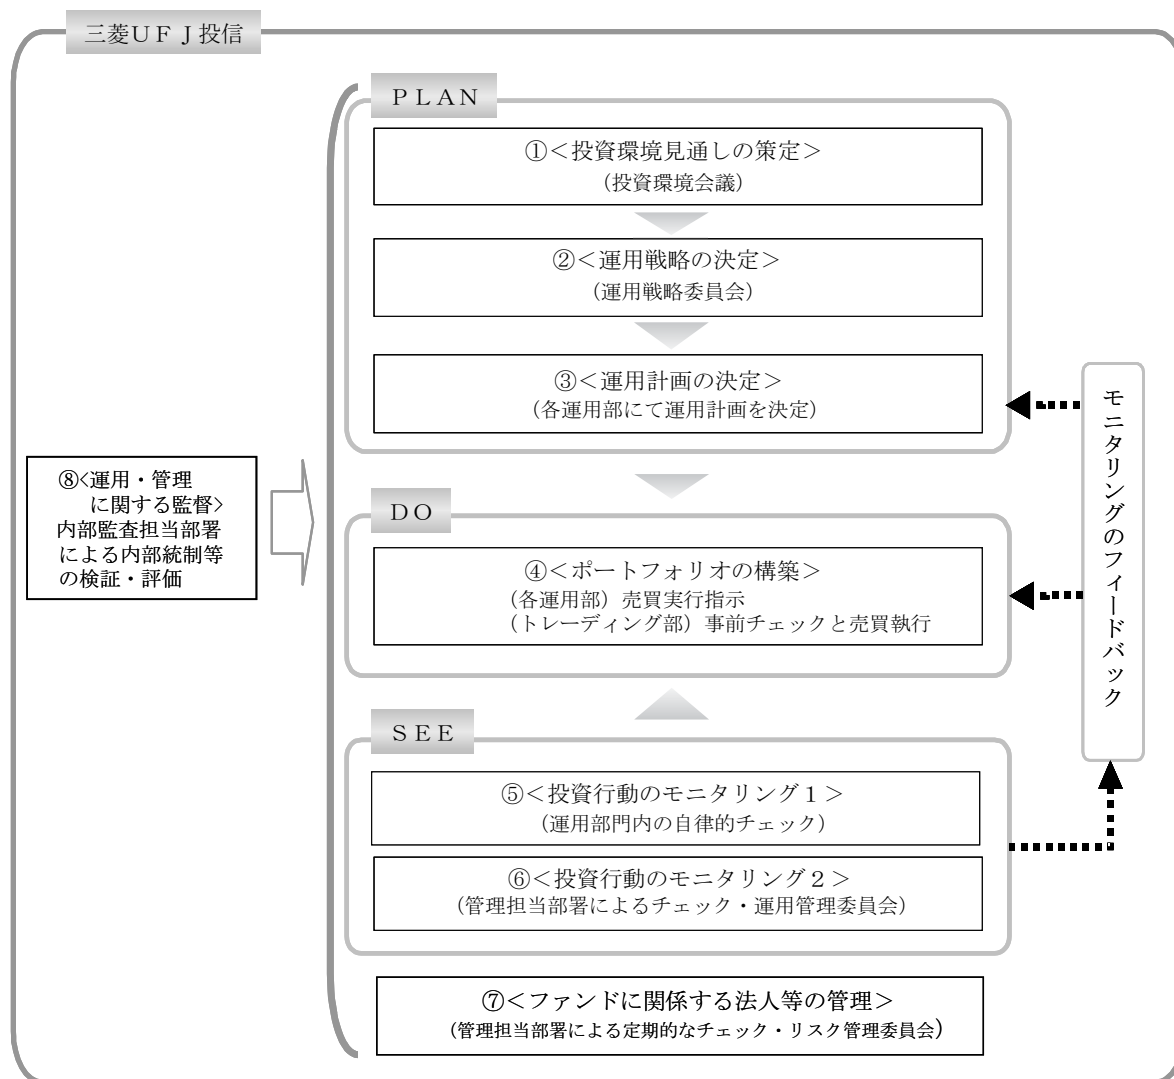 三菱UFJ投信
PLAN
①＜投資環境見通しの策定＞
（投資環境会議）
②＜運用戦略の決定＞
（運用戦略委員会）
③＜運用計画の決定＞
（各運用部にて運用計画を決定）
DO
④＜ポートフォリオの構築＞
（各運用部）売買実行指示
（トレーディング部）事前チェックと売買執行
SEE
⑤＜投資行動のモニタリング１＞
（運用部門内の自律的チェック）
⑥＜投資行動のモニタリング２＞
（管理担当部署によるチェック・運用管理委員会）
⑦＜ファンドに関係する法人等の管理＞
（管理担当部署による定期的なチェック・リスク管理委員会）
⑧<運用・管理
に関する監督>
内部監査担当部署
による内部統制等
の検証・評価
モニタリングのフィードバック